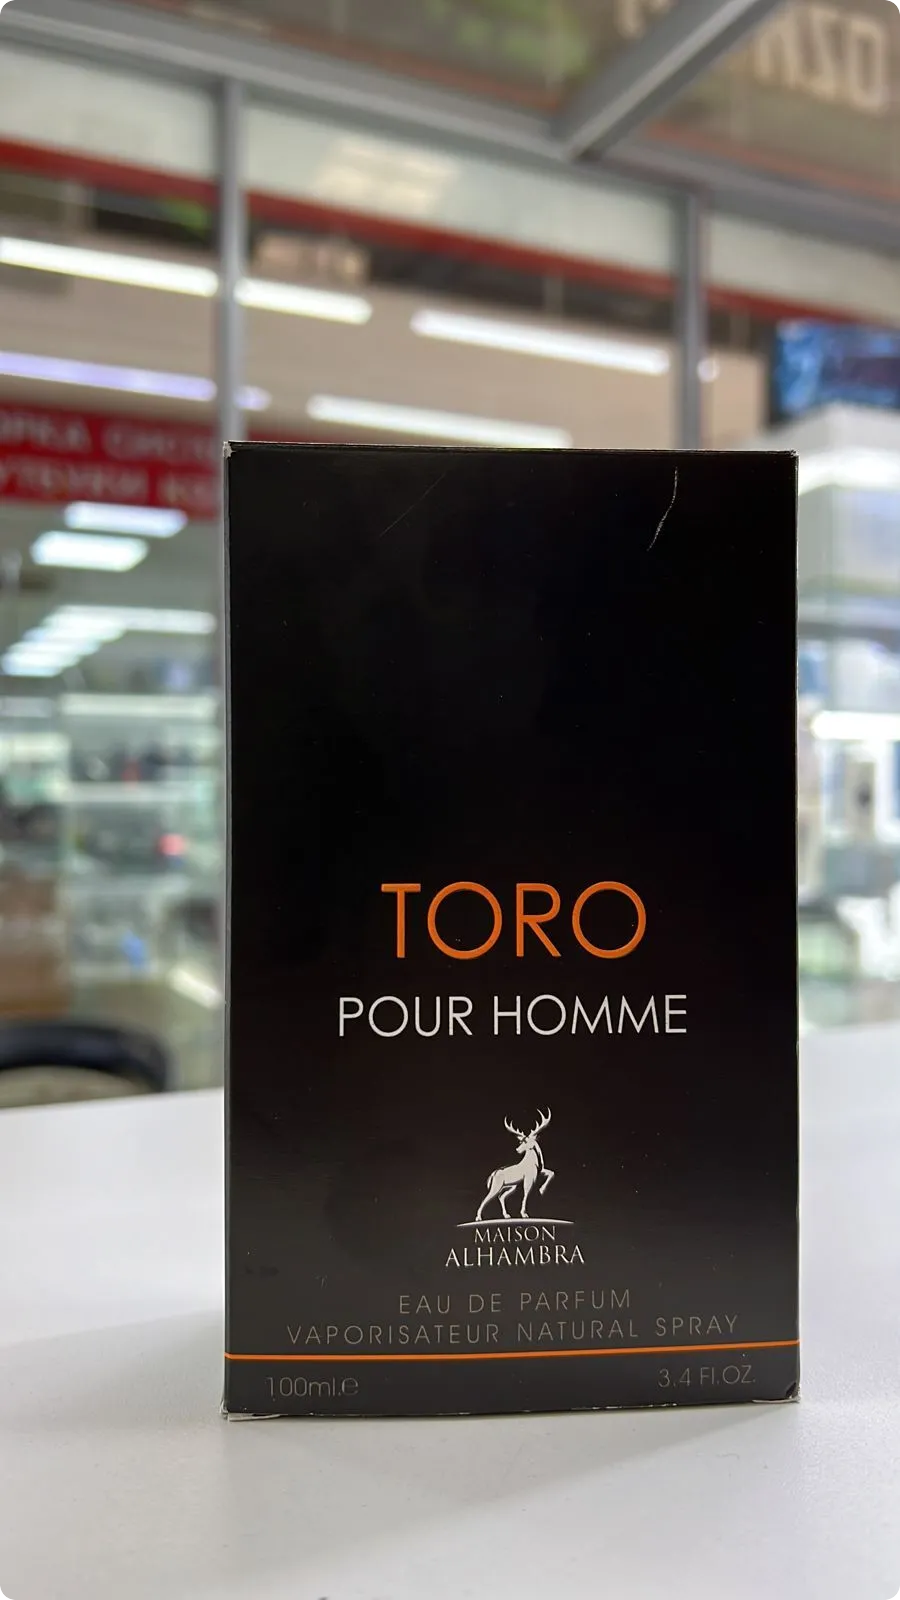 TORO
POUR HOMME
MAISON
ALHAMBRA
EAU DE PARFUM
VAPORISATEUR NATURAL SPRAY
100ml.e 3.4 Fl.OZ.